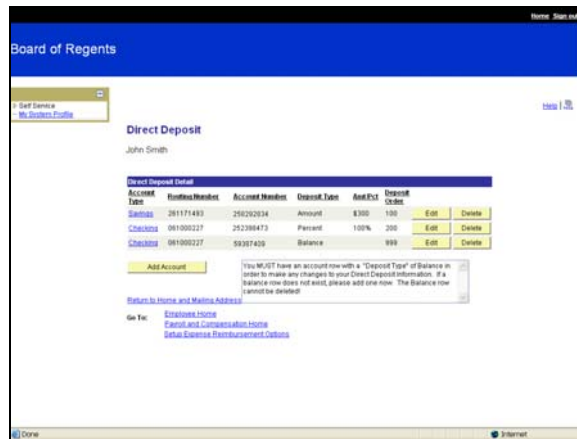 Home Sign out
Board of Regents
Self Service
My System Profile
Help
Direct Deposit
John Smith
Direct Deposit Detail
Account Type Routing Number Account Number Deposit Type Amt Pct Deposit Order
Savings 261171493 250202034 Amount $300 100 Edit Delete
Checking 061000227 252398473 Percent 100% 200 Edit Delete
Checking 061000227 59387409 Balance 999 Edit Delete
Add Account
You MUST have an account row with a "Deposit Type" of Balance in
order to make any changes to your Direct Deposit information. If a
balance row does not exist, please add one now. The Balance row
cannot be deleted!
Return to Home and Mailing Address
Go To: Employee Home
Payroll and Compensation Home
Setup Expense Reimbursement Options
Done Internet